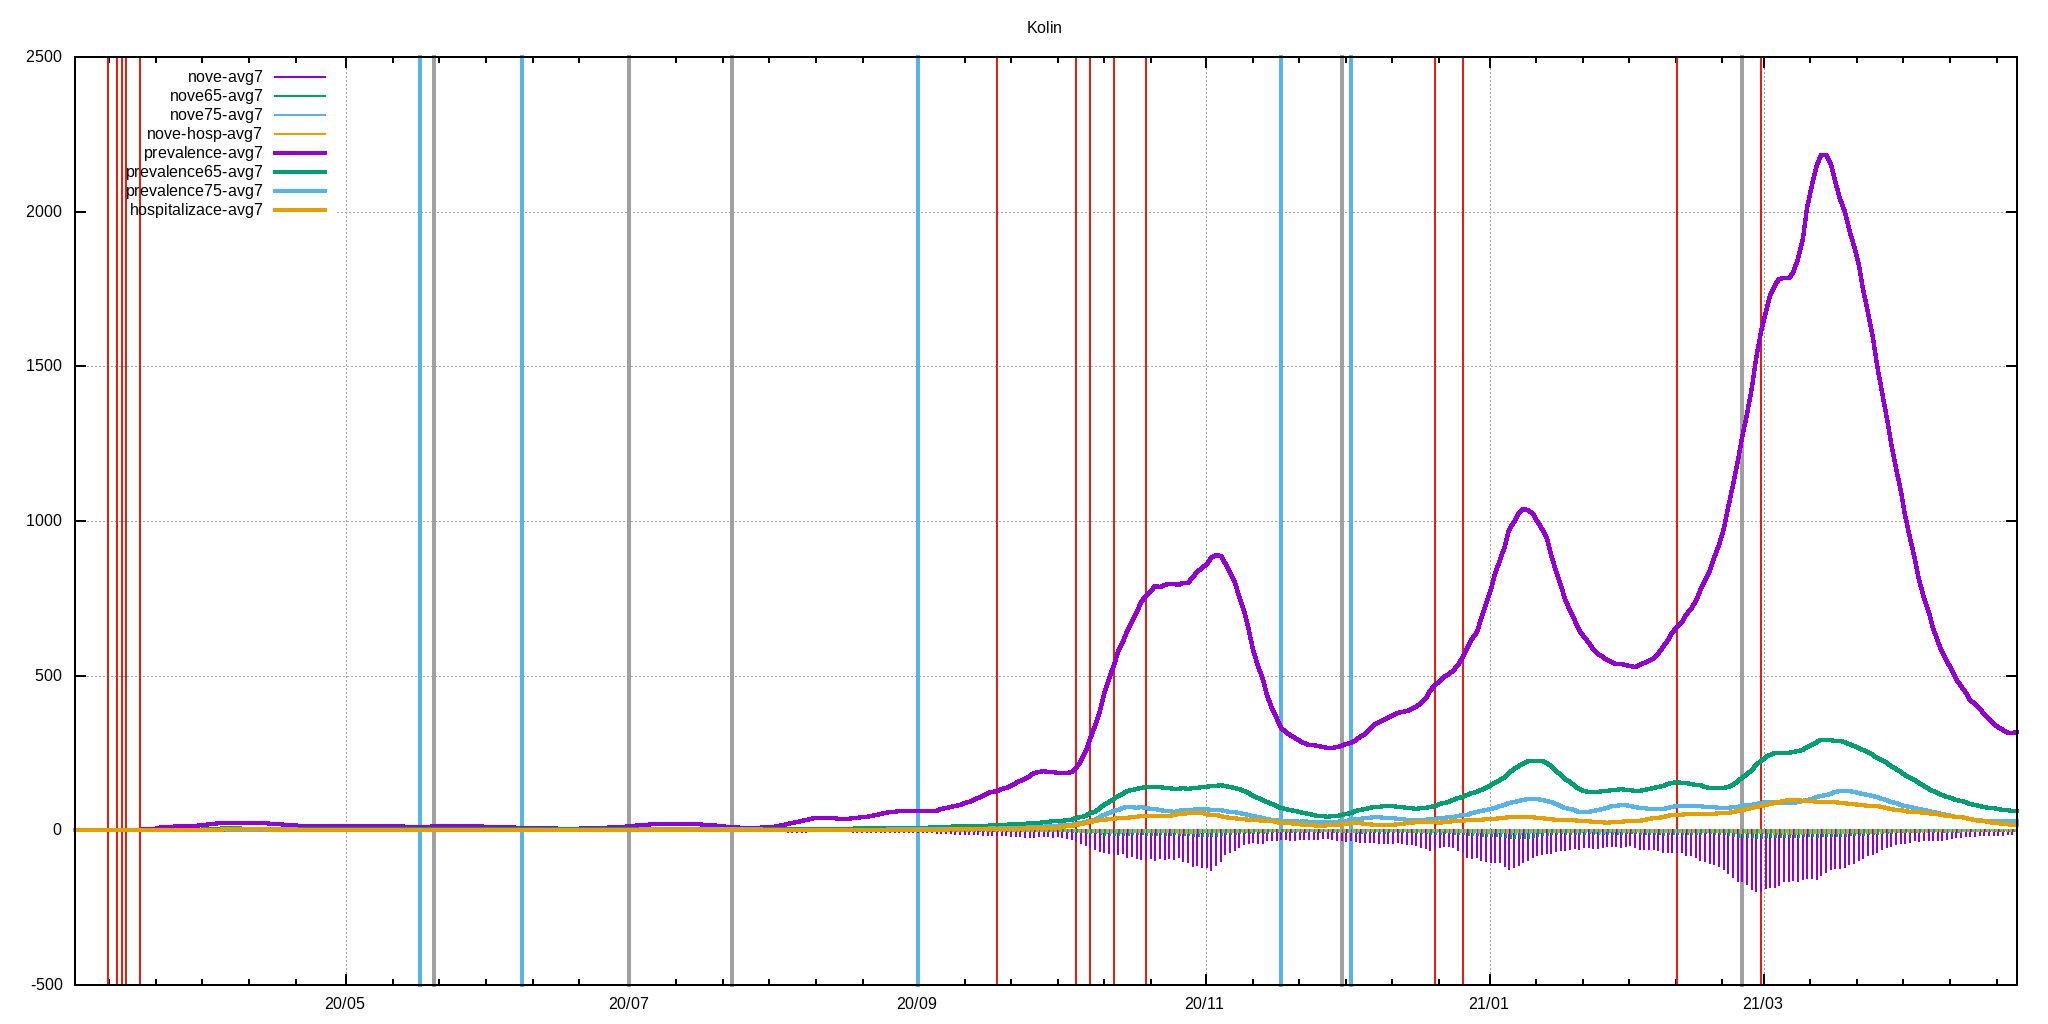 Kolin
2500
nove-avg7
nove65-avg7
nove75-avg7
nove-hosp-avg7
prevalence-avg7
prevalence65-avg7
prevalence75-avg7
hospitalizace-avg7
2000
1500
1000
500
0
-500
20/05 20/07 20/09 20/11 21/01 21/03